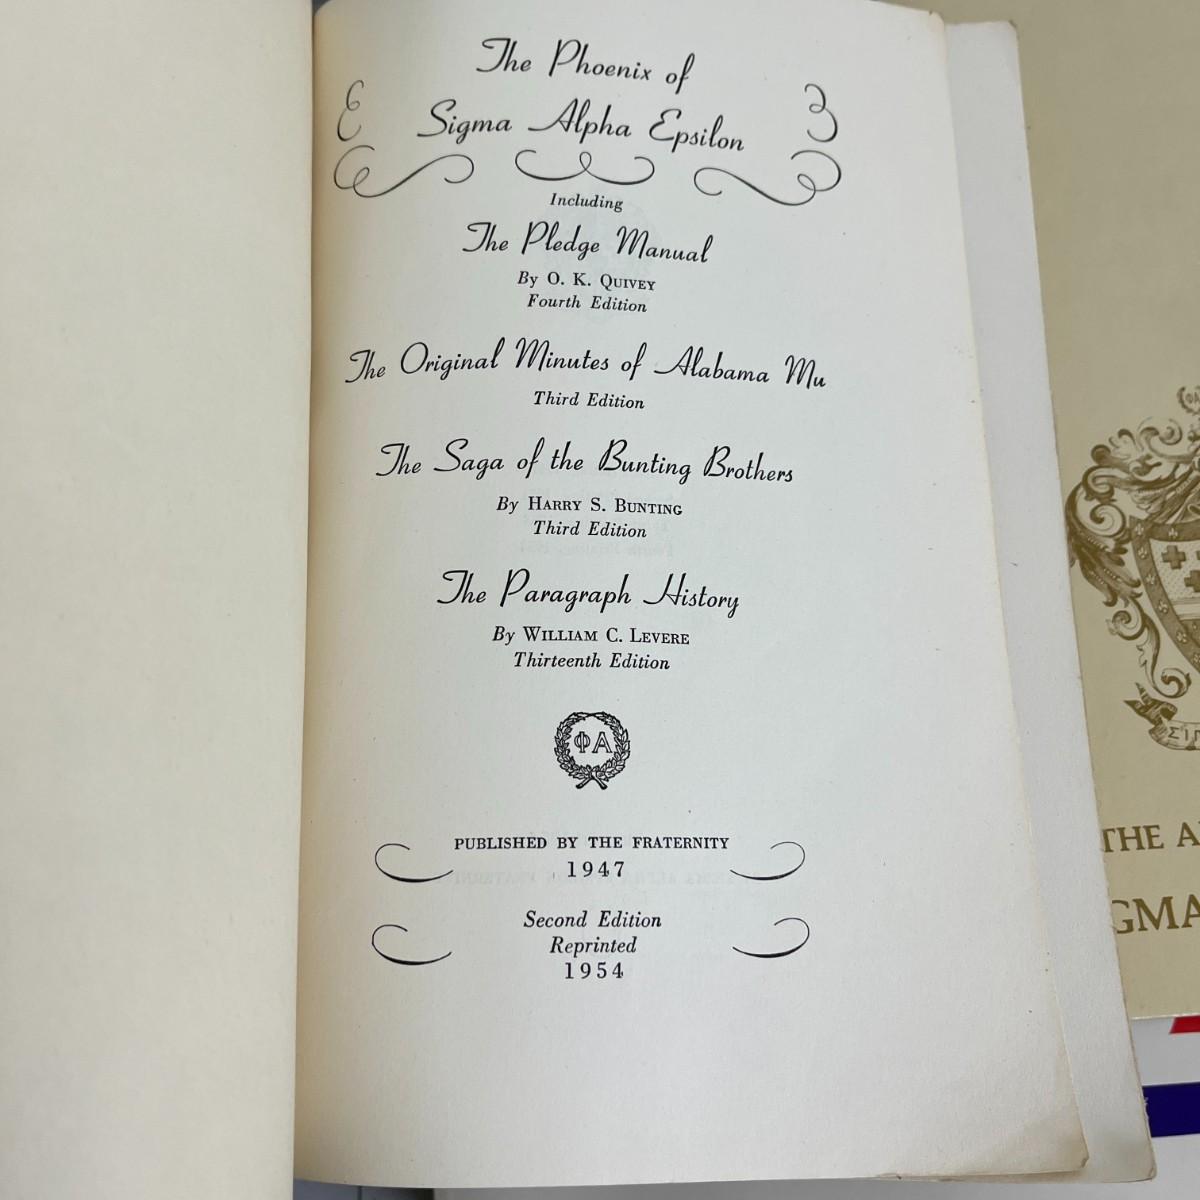 The Phoenix of
Sigma Alpha Epsilon
Including
The Pledge Manual
By O. K. QUIVEY
Fourth Edition
The Original Minutes of Alabama Mu
Third Edition
The Saga of the Bunting Brothers
By HARRY S. BUNTING
Third Edition
The Paragraph History
By WILLIAM C. LEVERE
Thirteenth Edition
ΦΑ
PUBLISHED BY THE FRATERNITY
1947
Second Edition
Reprinted
1954
THE